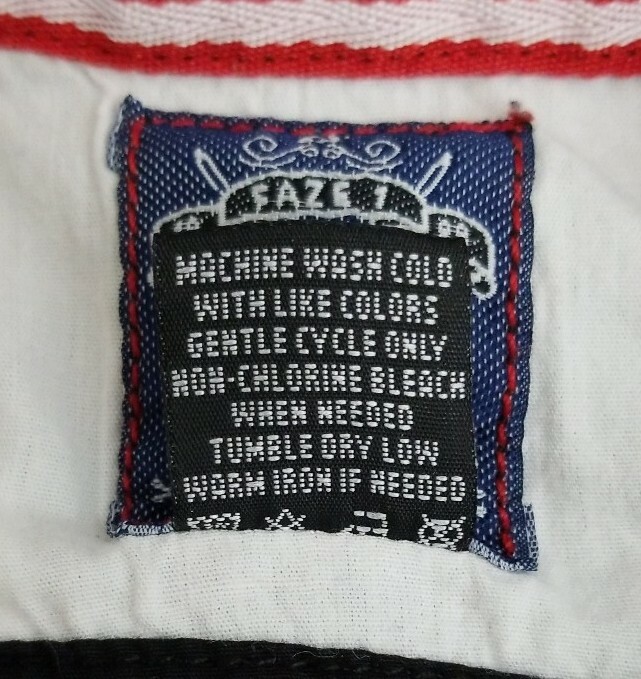 FAZE 1
MACHINE WASH COLD
WITH LIKE COLORS
GENTLE CYCLE ONLY
NON-CHLORINE BLEACH
WHEN NEEDED
TUMBLE DRY LOW
WARM IRON IF NEEDED